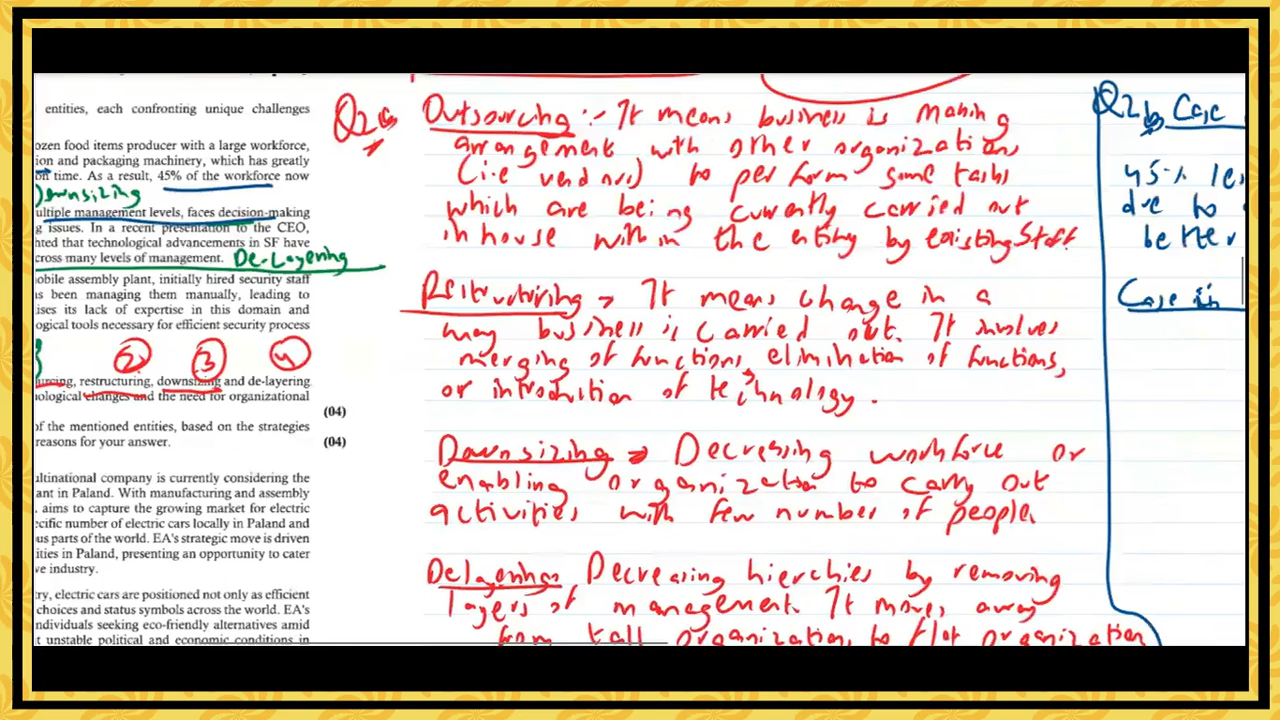 entities, each confronting unique challenges
ozen food items producer with a large workforce,
ion and packaging machinery, which has greatly
on time. As a result, 45% of the workforce now
Downsizing
ultiple management levels, faces decision-making
g issues. In a recent presentation to the CEO,
hted that technological advancements in SF have
cross many levels of management. De-Layering
obile assembly plant, initially hired security staff
s been managing them manually, leading to
ises its lack of expertise in this domain and
ogical tools necessary for efficient security process
2 3 4
urcing, restructuring, downsizing and de-layering
ological changes and the need for organizational
(04)
of the mentioned entities, based on the strategies
reasons for your answer.
(04)
ultinational company is currently considering the
ant in Paland. With manufacturing and assembly
. aims to capture the growing market for electric
ecific number of electric cars locally in Paland and
us parts of the world. EA's strategic move is driven
ities in Paland, presenting an opportunity to cater
ve industry.
ry, electric cars are positioned not only as efficient
choices and status symbols across the world. EA's
individuals seeking eco-friendly alternatives amid
t unstable political and economic conditions in
Q2a
Outsourcing :- It means business is making
arrangement with other organizations
(i.e vendors) to perform some tasks
which are being currently carried out
inhouse within the entity by existing staff
Restructuring → It means change in a
way business is carried out. It involves
merging of functions, elimination of functions,
or introduction of technology.
Downsizing → Decreasing workforce or
enabling organization to carry out
activities with few number of people
Delayering Decreasing hierchies by removing
layers of management. It moves away
from tall organization to flat organization
Q2 b Case
45% le
due to
better
Case ii